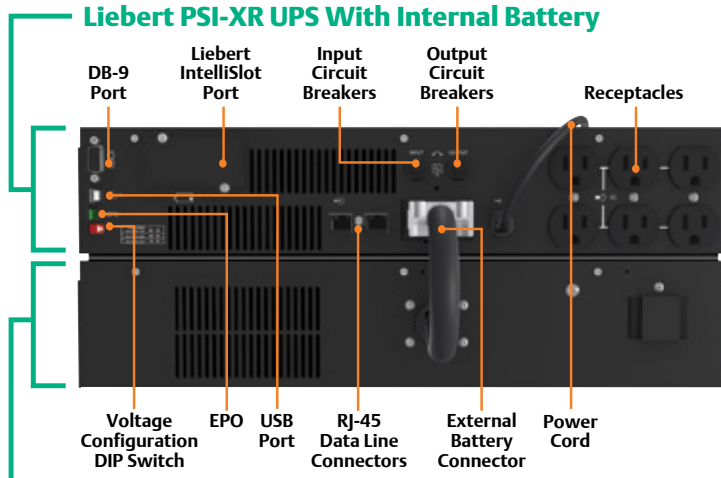 Liebert PSI-XR UPS With Internal Battery
DB-9
Port
Liebert
IntelliSlot
Port
Input
Circuit
Breakers
Output
Circuit
Breakers
Receptacles
INPUT
Voltage
Configuration
DIP Switch
EPO
USB
Port
RJ-45
Data Line
Connectors
External
Battery
Connector
Power
Cord